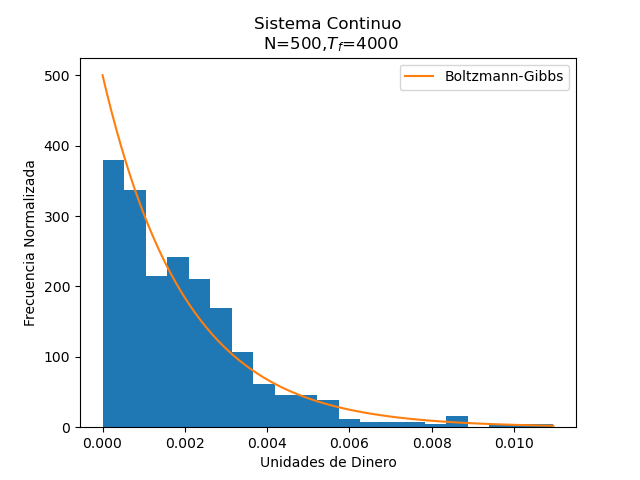 Sistema Continuo
N=500,$T_f$=4000
Boltzmann-Gibbs
Frecuencia Normalizada
500
400
300
200
100
0
0.000 0.002 0.004 0.006 0.008 0.010
Unidades de Dinero